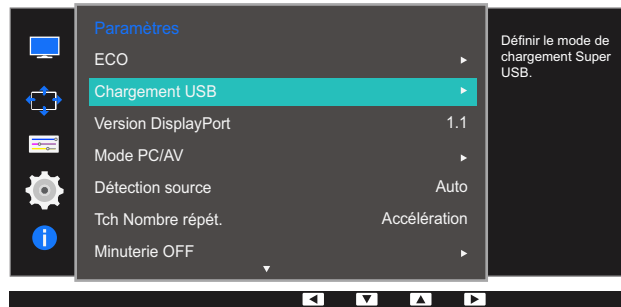 Paramètres
ECO
Chargement USB
Version DisplayPort 1.1
Mode PC/AV
Détection source Auto
Tch Nombre répét. Accélération
Minuterie OFF
Définir le mode de
chargement Super
USB.